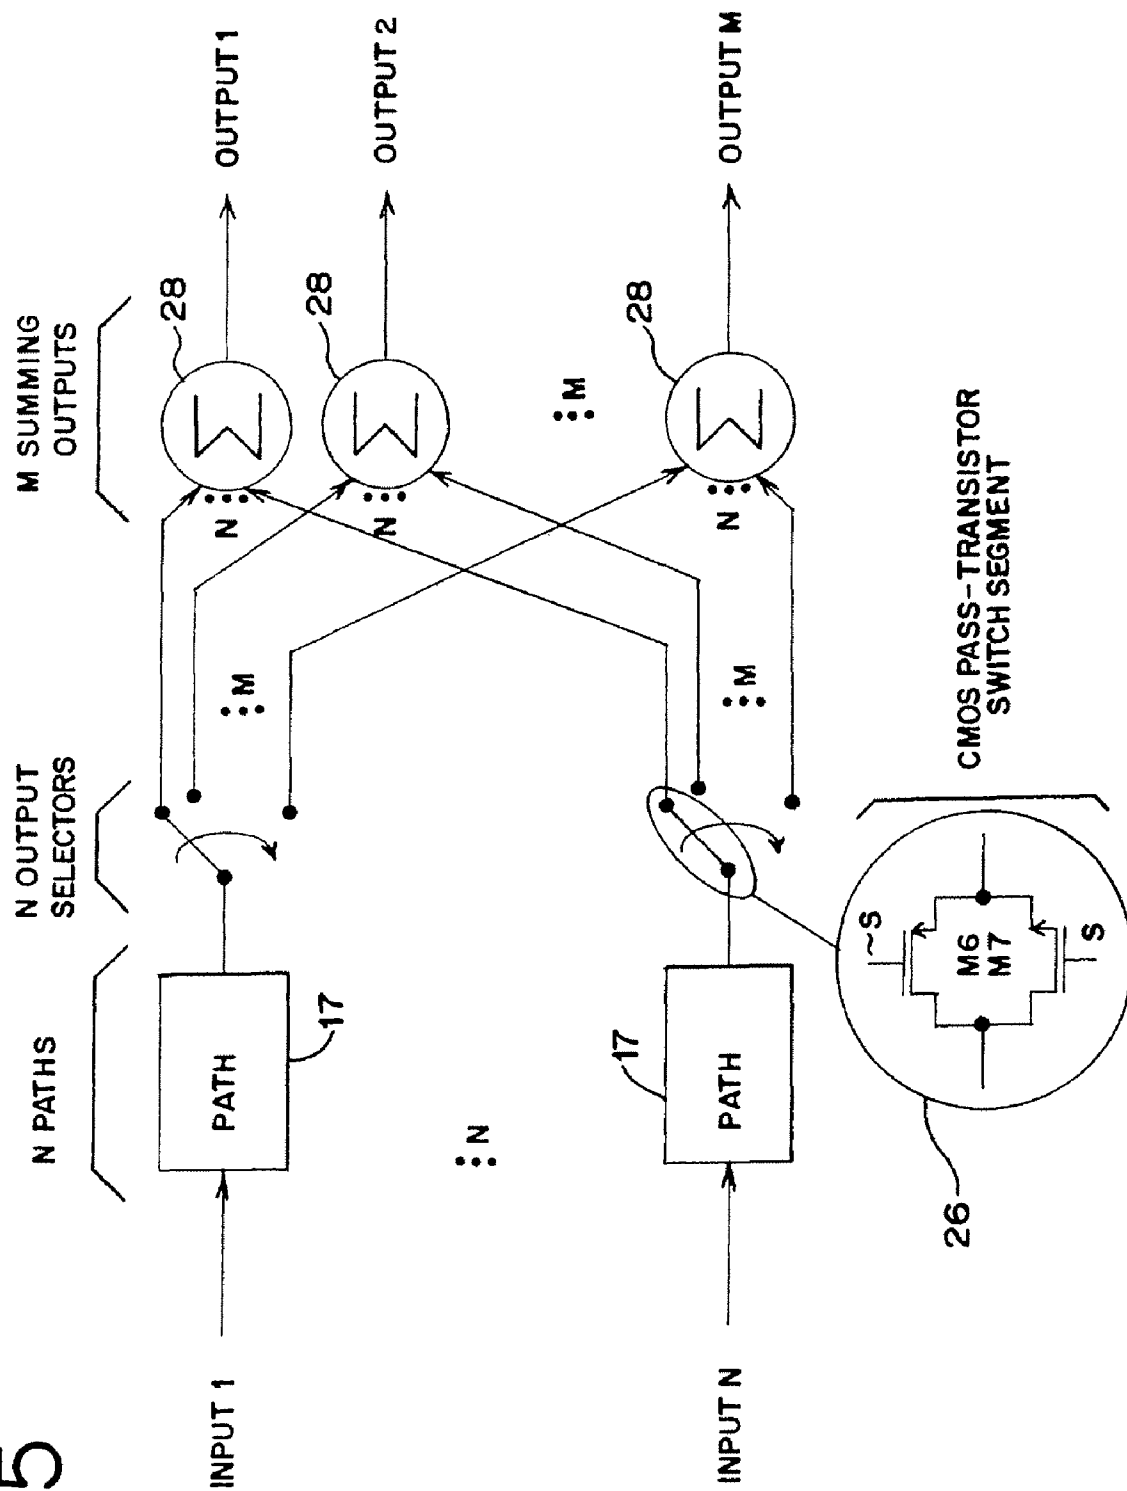 5
N PATHS
N OUTPUT
SELECTORS
M SUMMING
OUTPUTS
INPUT 1
PATH
17
M
N
Σ
28
OUTPUT 1
N
Σ
28
OUTPUT 2
N
M
INPUT N
PATH
17
M
N
Σ
28
OUTPUT M
26
~S
M6
M7
S
CMOS PASS-TRANSISTOR
SWITCH SEGMENT